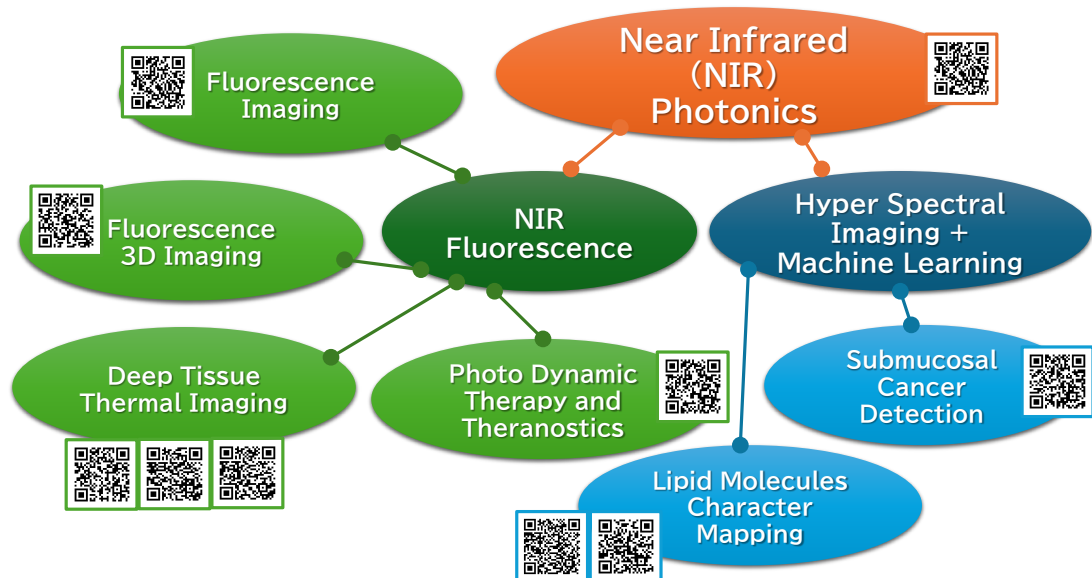 Near Infrared
(NIR)
Photonics
Fluorescence
Imaging
NIR
Fluorescence
Hyper Spectral
Imaging +
Machine Learning
Fluorescence
3D Imaging
Deep Tissue
Thermal Imaging
Photo Dynamic
Therapy and
Theranostics
Submucosal
Cancer
Detection
Lipid Molecules
Character
Mapping